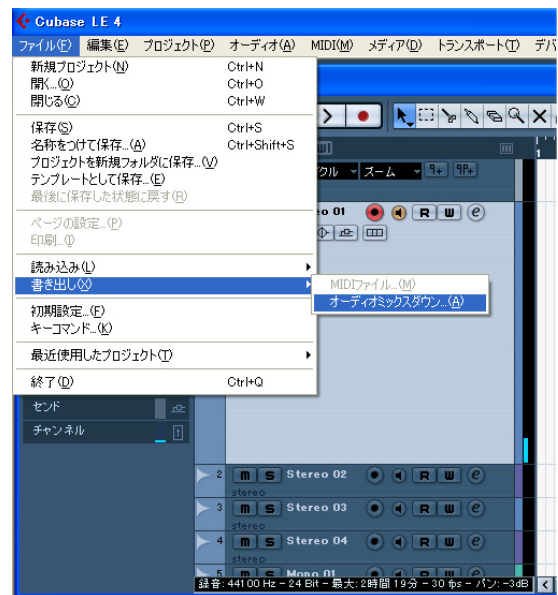 Cubase LE 4
ファイル(F) 編集(E) プロジェクト(P) オーディオ(A) MIDI(M) メディア(D) トランスポート(T) デバ
新規プロジェクト(N) Ctrl+N
開く...(O) Ctrl+O
閉じる(C) Ctrl+W
保存(S) Ctrl+S
名称をつけて保存...(A) Ctrl+Shift+S
プロジェクトを新規フォルダに保存...(V)
テンプレートとして保存...(E)
最後に保存した状態に戻す(R)
ページの設定...(P)
印刷...(I)
読み込み(L)
書き出し(X)
MIDIファイル...(M)
オーディオミックスダウン...(A)
初期設定...(F)
キーコマンド...(K)
最近使用したプロジェクト(T)
終了(D) Ctrl+Q
1
クル ズーム q+ qP+
eo 01 R W e
センド
チャンネル
2 m S Stereo 02 R W e
stereo
3 m S Stereo 03 R W e
stereo
4 m S Stereo 04 R W e
stereo
5 m S Mono 01 R W e
録音: 44100 Hz - 24 Bit - 最大: 2時間 19分 - 30 fps - パン: -3dB